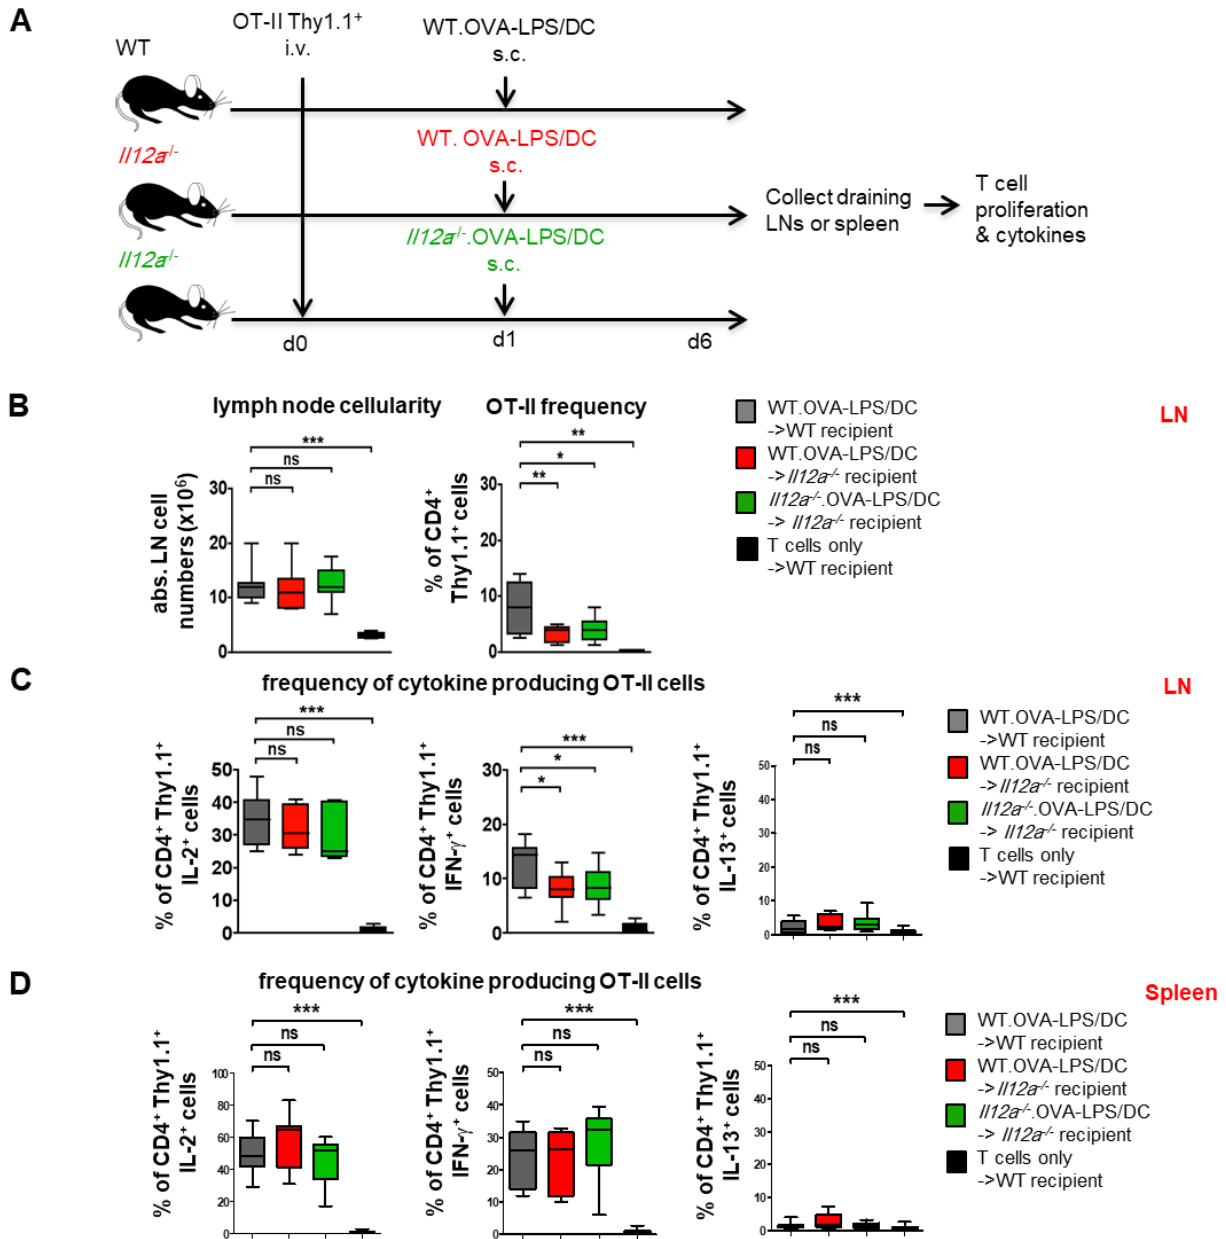 A
WT
OT-II Thy1.1+
i.v.
WT.OVA-LPS/DC
s.c.
Il12a-/-
WT. OVA-LPS/DC
s.c.
Il12a-/-
Il12a-/-.OVA-LPS/DC
s.c.
Collect draining
LNs or spleen
T cell
proliferation
& cytokines
d0
d1
d6
B
lymph node cellularity
abs. LN cell
numbers (x106)
30
20
10
0
ns
ns
***
OT-II frequency
% of CD4+
Thy1.1+ cells
30
20
10
0
**
*
**
WT.OVA-LPS/DC
->WT recipient
WT.OVA-LPS/DC
->Il12a-/- recipient
Il12a-/-.OVA-LPS/DC
-> Il12a-/- recipient
T cells only
->WT recipient
LN
C
frequency of cytokine producing OT-II cells
% of CD4+ Thy1.1+
IL-2+ cells
50
40
30
20
10
0
ns
ns
***
% of CD4+ Thy1.1+
IFN-γ+ cells
30
20
10
0
*
*
***
% of CD4+ Thy1.1+
IL-13+ cells
50
40
30
20
10
0
ns
ns
***
WT.OVA-LPS/DC
->WT recipient
WT.OVA-LPS/DC
->Il12a-/- recipient
Il12a-/-.OVA-LPS/DC
-> Il12a-/- recipient
T cells only
->WT recipient
LN
D
frequency of cytokine producing OT-II cells
% of CD4+ Thy1.1+
IL-2+ cells
100
80
60
40
20
0
ns
ns
***
% of CD4+ Thy1.1+
IFN-γ+ cells
50
40
30
20
10
0
ns
ns
***
% of CD4+ Thy1.1+
IL-13+ cells
50
40
30
20
10
0
ns
ns
***
WT.OVA-LPS/DC
->WT recipient
WT.OVA-LPS/DC
->Il12a-/- recipient
Il12a-/-.OVA-LPS/DC
-> Il12a-/- recipient
T cells only
->WT recipient
Spleen